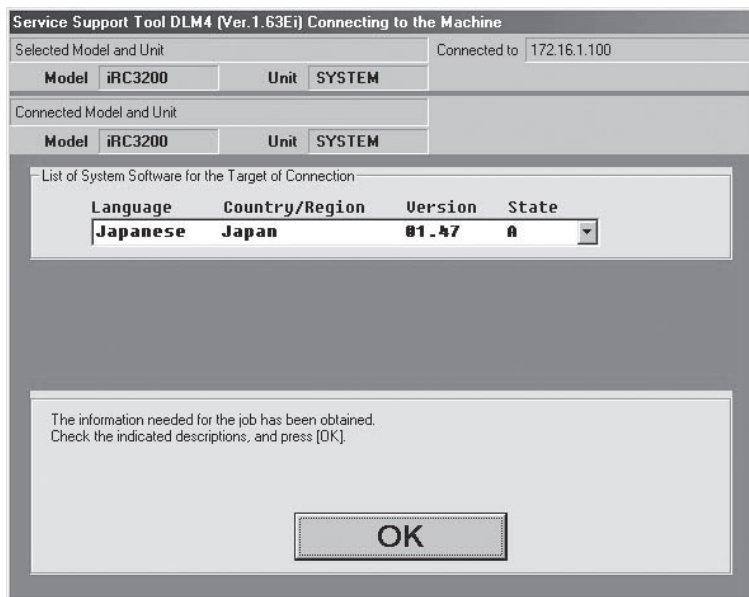 Service Support Tool DLM4 (Ver.1.63Ei) Connecting to the Machine
Selected Model and Unit Connected to 172.16.1.100
Model iRC3200 Unit SYSTEM
Connected Model and Unit
Model iRC3200 Unit SYSTEM
List of System Software for the Target of Connection
Language Country/Region Version State
Japanese Japan 01.47 A
The information needed for the job has been obtained.
Check the indicated descriptions, and press [OK].
OK